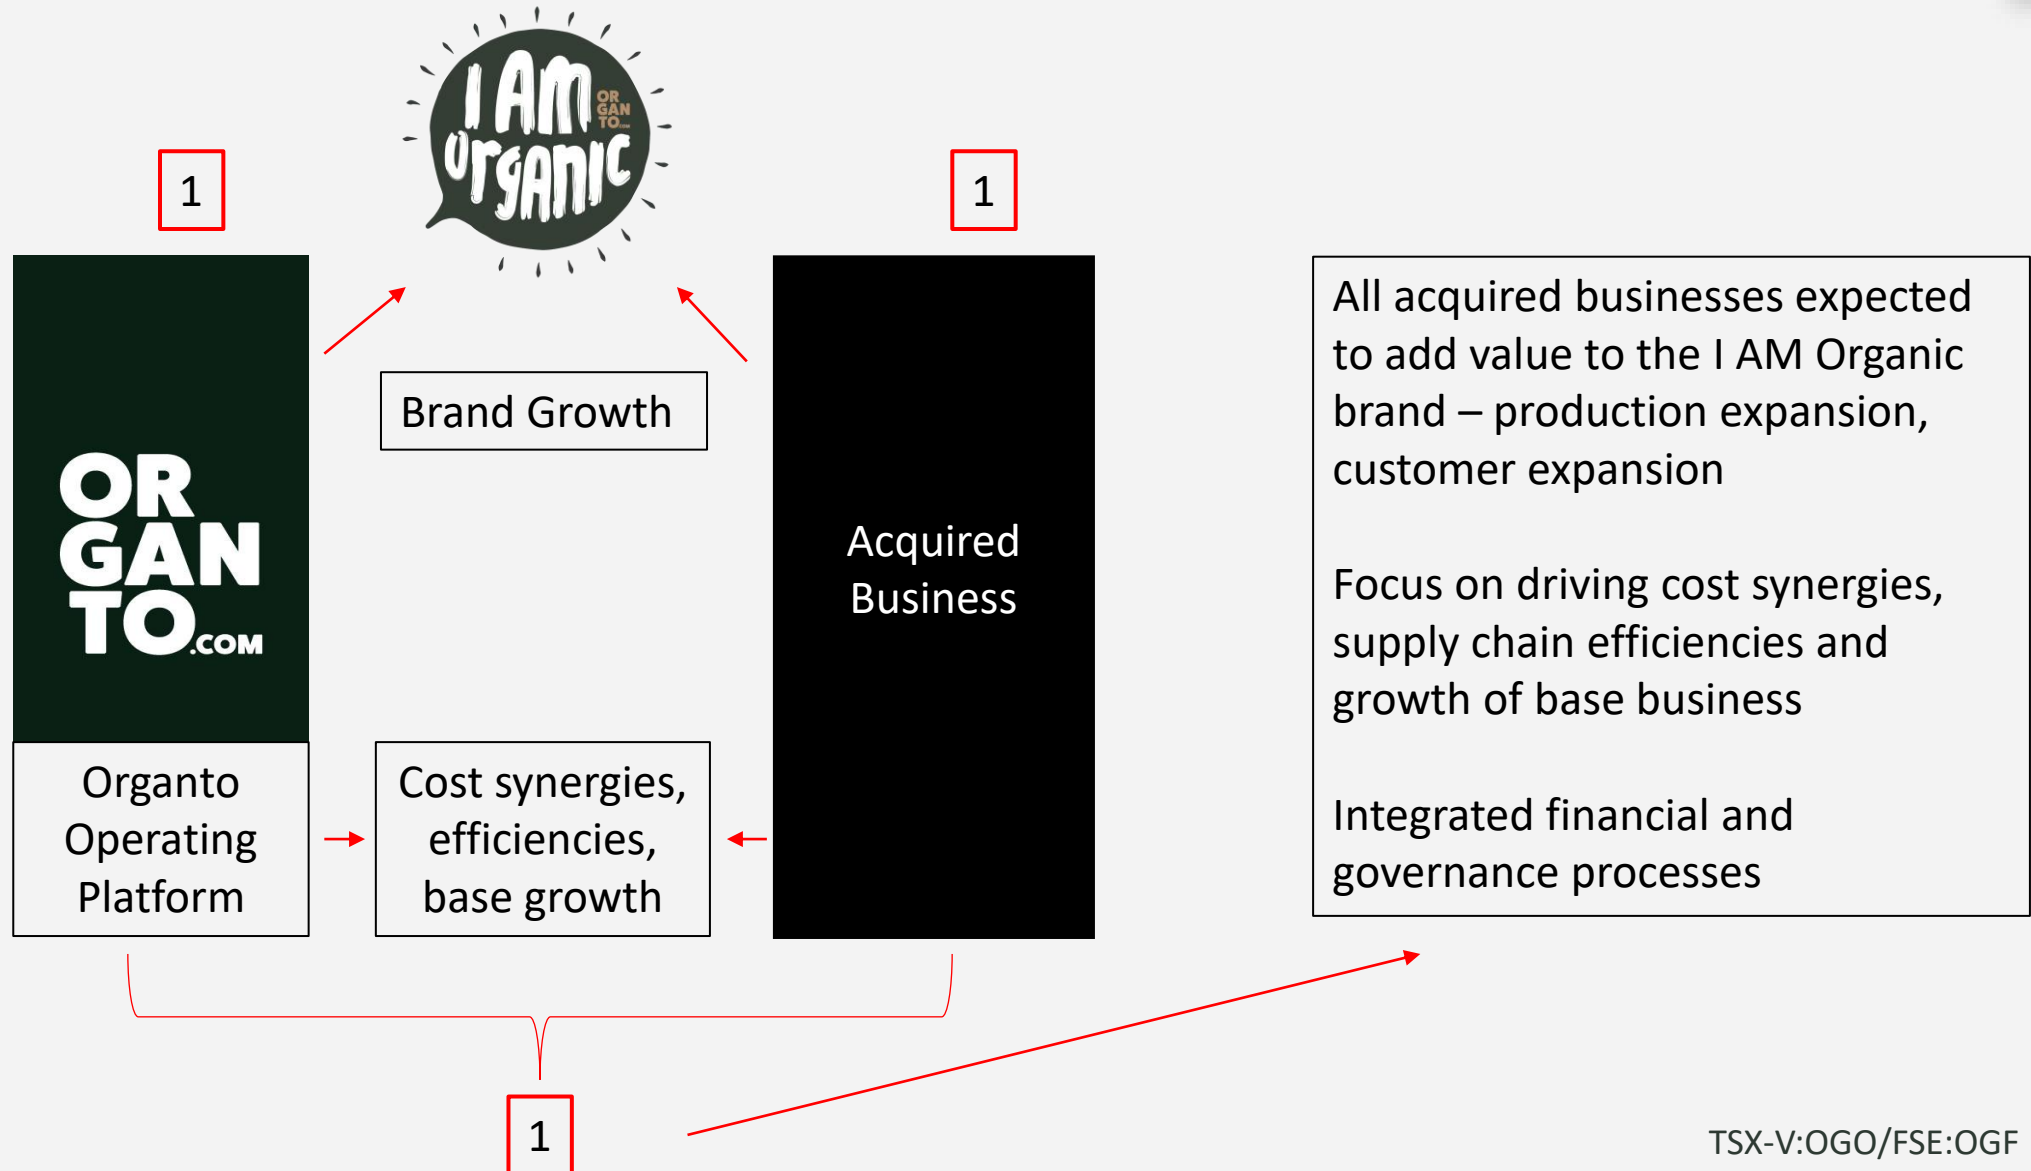 I AM
OR
GAN
TO.COM
OrgANIC
1
1
OR
GAN
TO.COM
Organto
Operating
Platform
Brand Growth
Cost synergies,
efficiencies,
base growth
Acquired
Business
1
All acquired businesses expected
to add value to the I AM Organic
brand – production expansion,
customer expansion
Focus on driving cost synergies,
supply chain efficiencies and
growth of base business
Integrated financial and
governance processes
TSX-V:OGO/FSE:OGF